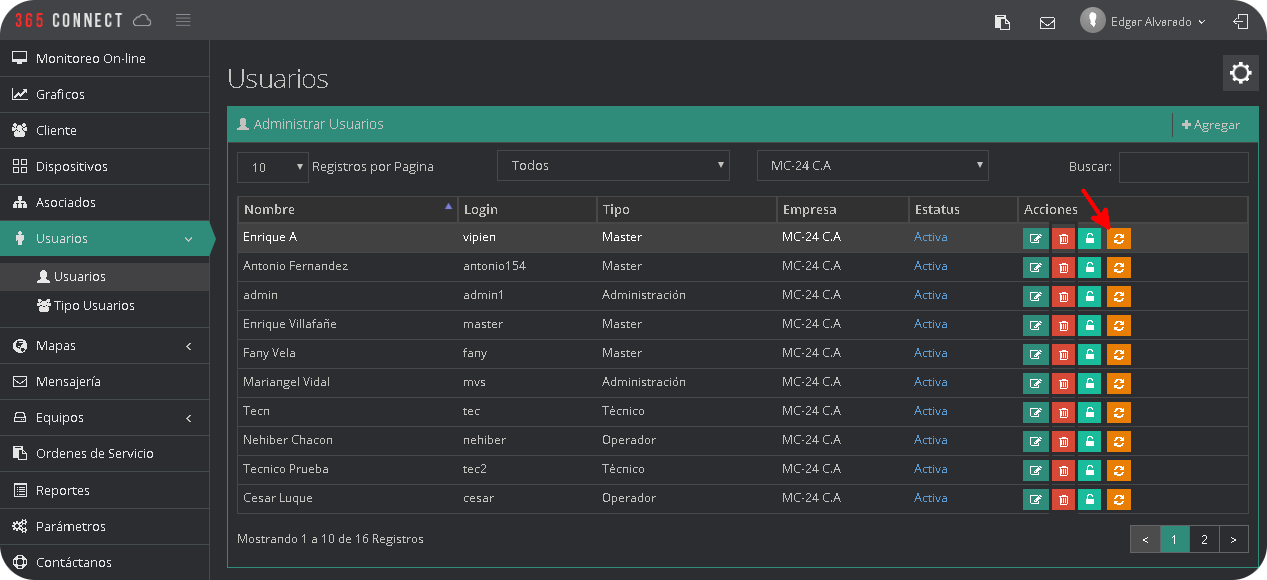 365 CONNECT
Edgar Alvarado
Monitoreo On-line
Graficos
Cliente
Dispositivos
Asociados
Usuarios
Usuarios
Tipo Usuarios
Mapas
Mensajería
Equipos
Ordenes de Servicio
Reportes
Parámetros
Contáctanos
Usuarios
Administrar Usuarios
Agregar
10 Registros por Pagina Todos MC-24 C.A Buscar:
Nombre Login Tipo Empresa Estatus Acciones
Enrique A vipien Master MC-24 C.A Activa
Antonio Fernandez antonio154 Master MC-24 C.A Activa
admin admin1 Administración MC-24 C.A Activa
Enrique Villafañe master Master MC-24 C.A Activa
Fany Vela fany Master MC-24 C.A Activa
Mariangel Vidal mvs Administración MC-24 C.A Activa
Tecn tec Técnico MC-24 C.A Activa
Nehiber Chacon nehiber Operador MC-24 C.A Activa
Tecnico Prueba tec2 Técnico MC-24 C.A Activa
Cesar Luque cesar Operador MC-24 C.A Activa
Mostrando 1 a 10 de 16 Registros
< 1 2 >